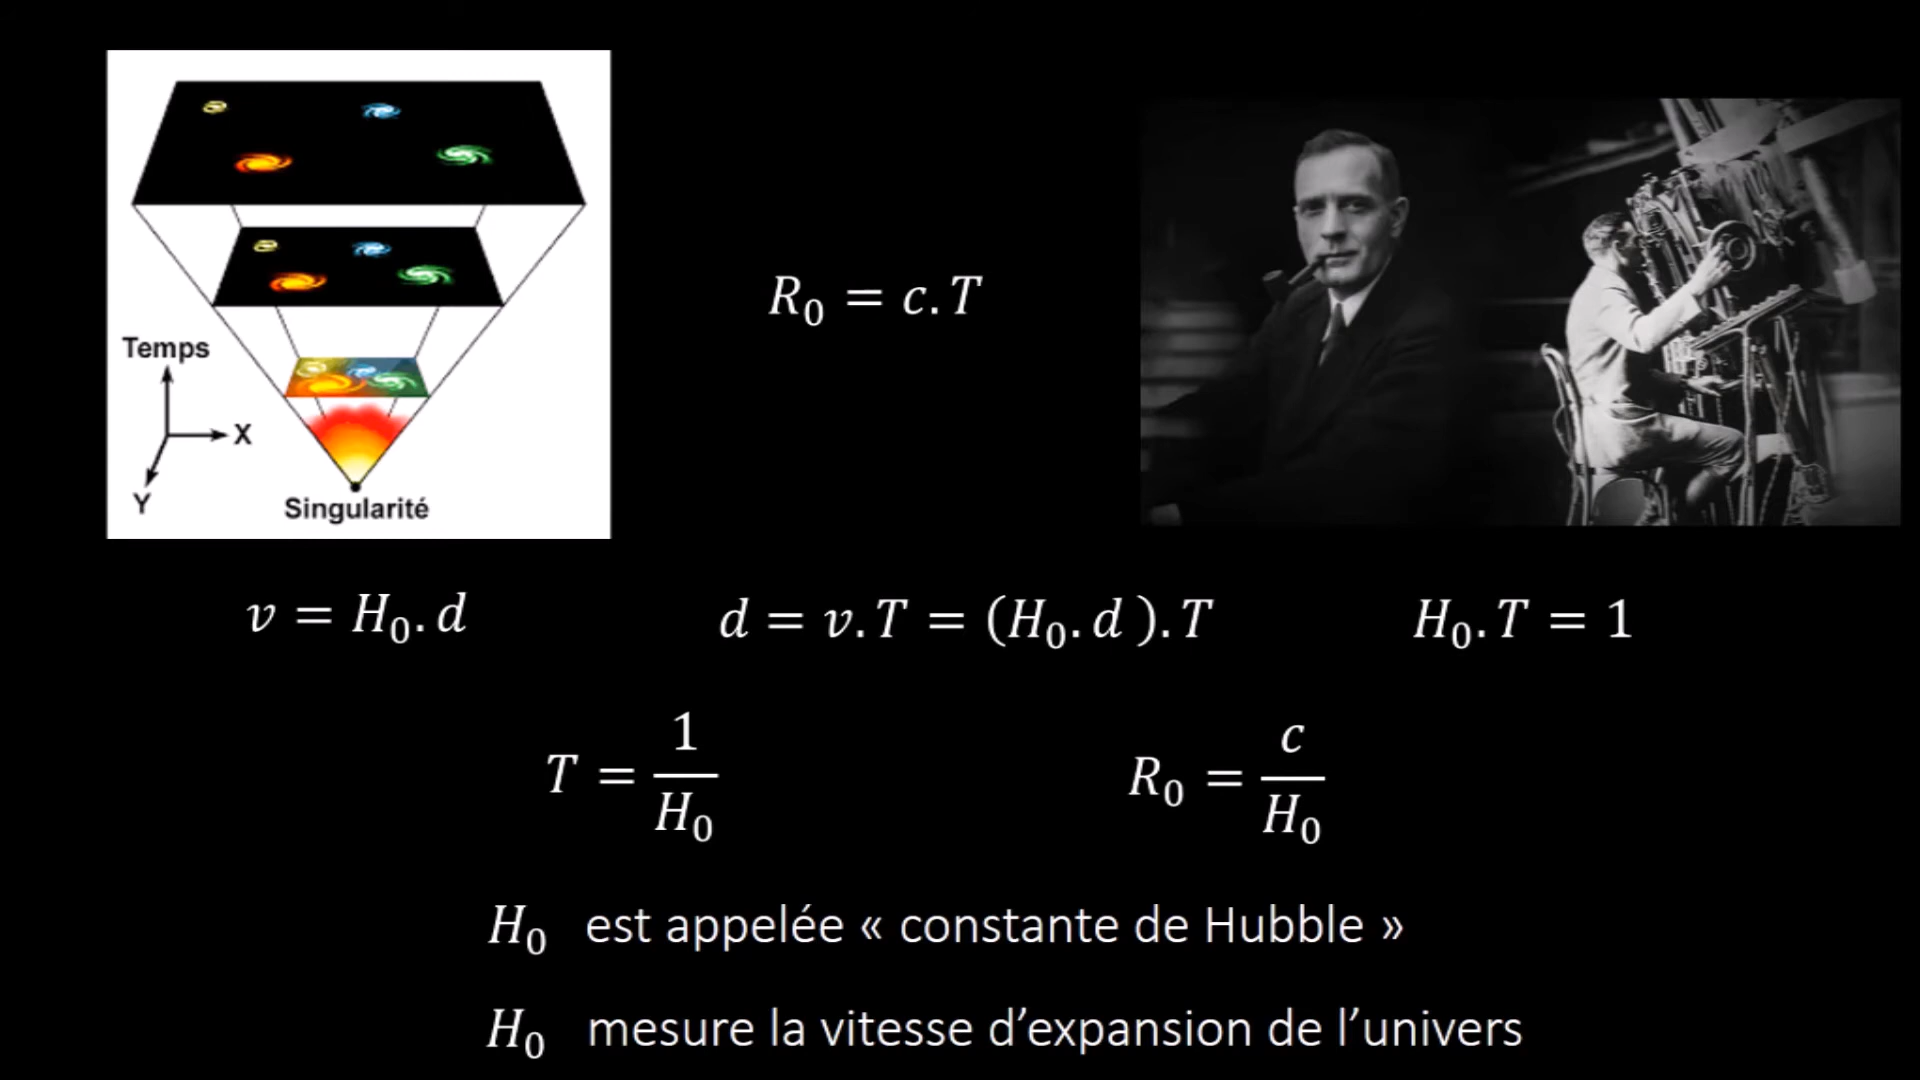 Temps
X
Y
Singularité
R₀ = c.T
v = H₀.d
d = v.T = (H₀.d ).T
H₀.T = 1
T = 1/H₀
R₀ = c/H₀
H₀ est appelée « constante de Hubble »
H₀ mesure la vitesse d’expansion de l’univers